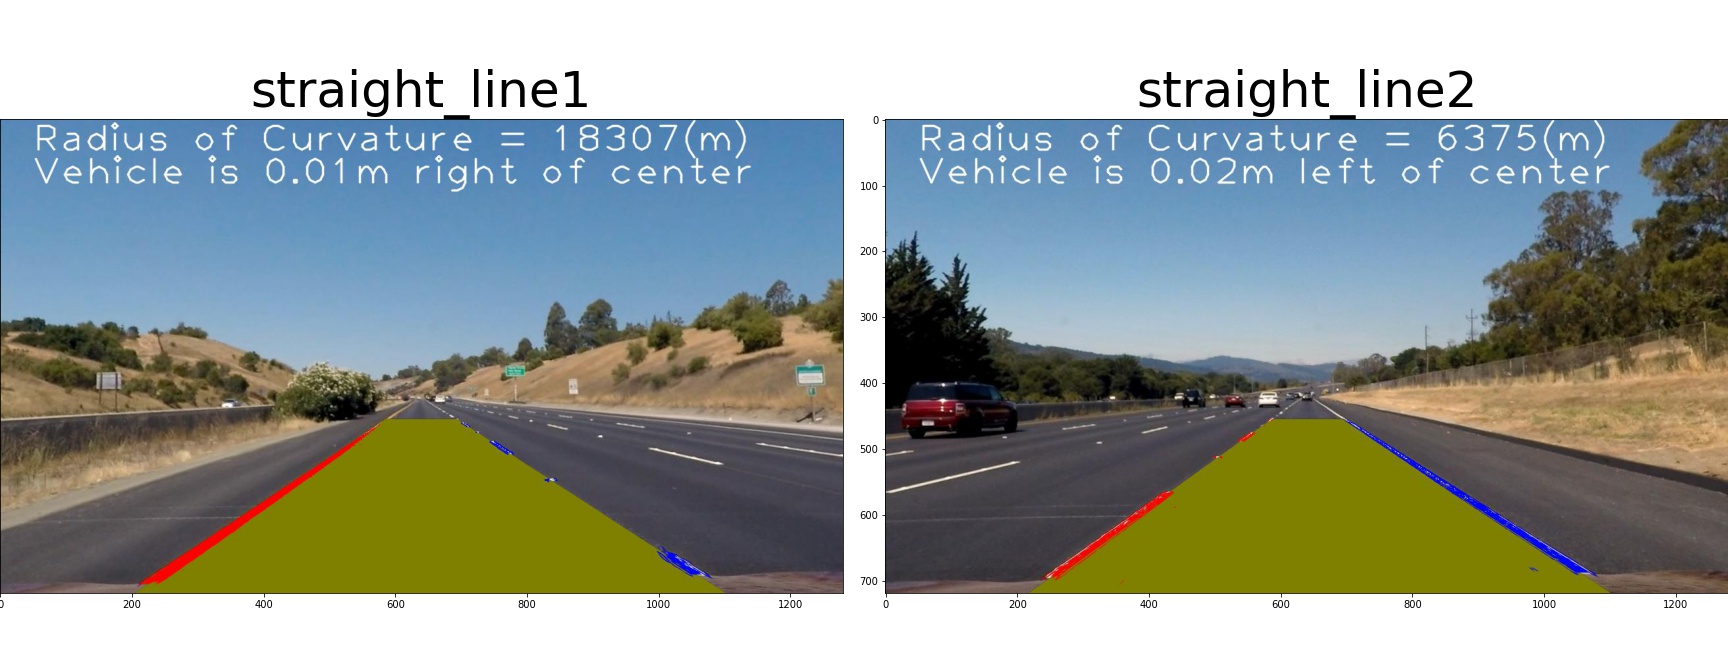 straight_line1
Radius of Curvature = 18307(m)
Vehicle is 0.01m right of center
0 200 400 600 800 1000 1200
straight_line2
Radius of Curvature = 6375(m)
Vehicle is 0.02m left of center
0
100
200
300
400
500
600
700
0 200 400 600 800 1000 1200